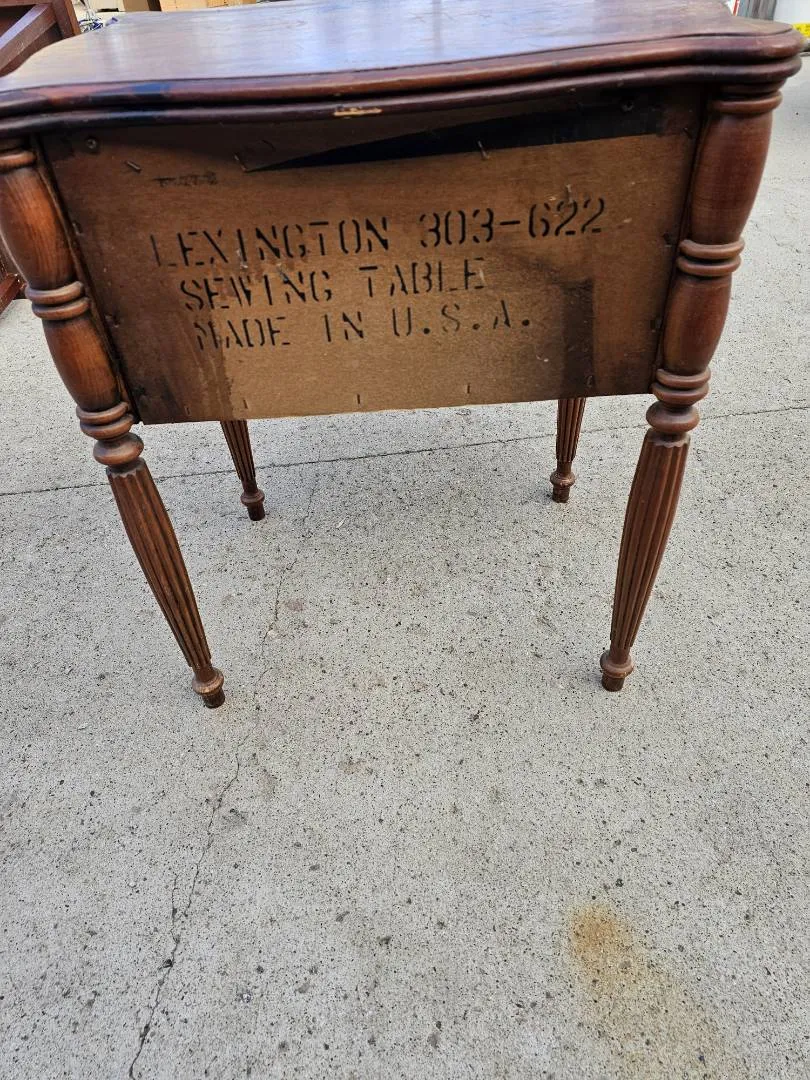 LEXINGTON 303-622
SEWING TABLE
MADE IN U.S.A.